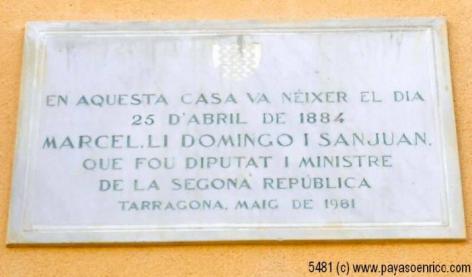 EN AQUESTA CASA VA NÉIXER EL DIA
25 D'ABRIL DE 1884
MARCEL.LI DOMINGO I SANJUAN.
QUE FOU DIPUTAT I MINISTRE
DE LA SEGONA REPÚBLICA
TARRAGONA, MAIG DE 1981
5481 (c) www.payasoenricc.com